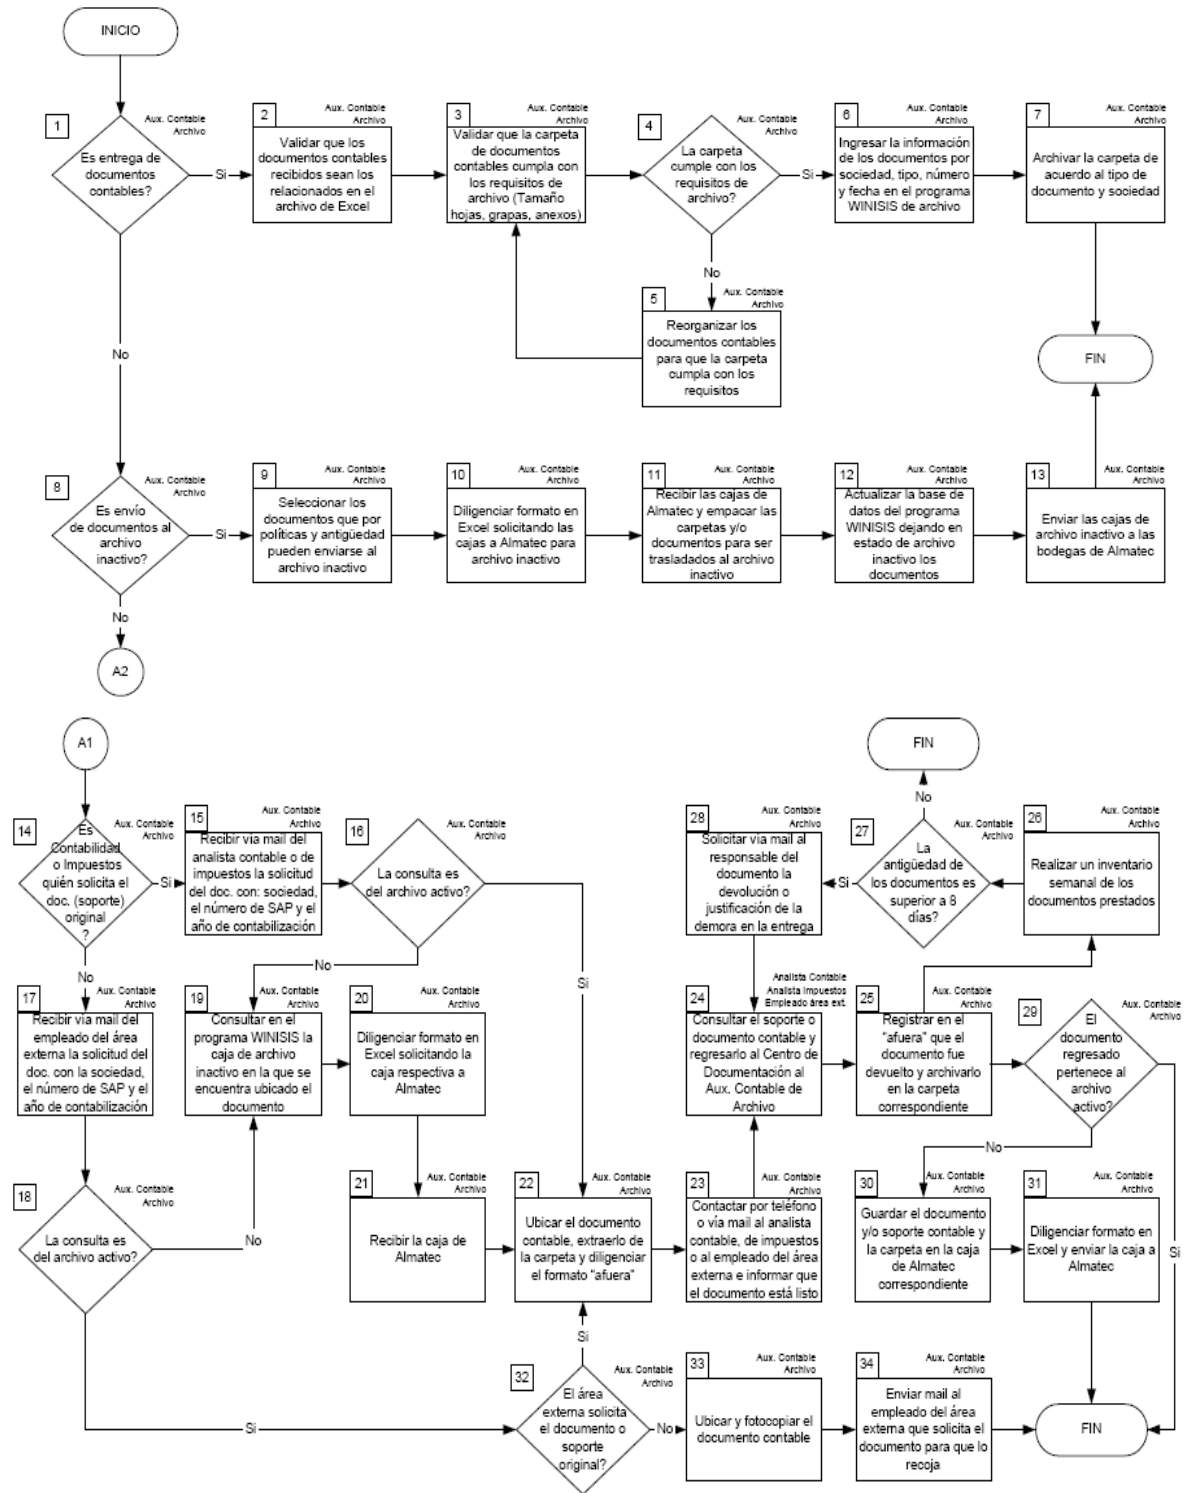 INICIO
1
Aux. Contable
Archivo
Es entrega de
documentos
contables?
Si
No
2
Aux. Contable
Archivo
Validar que los
documentos contables
recibidos sean los
relacionados en el
archivo de Excel
3
Aux. Contable
Archivo
Validar que la carpeta
de documentos
contables cumpla con
los requisitos de
archivo (Tamaño
hojas, grapas, anexos)
4
Aux. Contable
Archivo
La carpeta
cumple con los
requisitos de
archivo?
Si
No
5
Aux. Contable
Archivo
Reorganizar los
documentos contables
para que la carpeta
cumpla con los
requisitos
6
Aux. Contable
Archivo
Ingresar la información
de los documentos por
sociedad, tipo, número
y fecha en el programa
WINISIS de archivo
7
Aux. Contable
Archivo
Archivar la carpeta de
acuerdo al tipo de
documento y sociedad
FIN
8
Aux. Contable
Archivo
Es envío
de documentos al
archivo
inactivo?
Si
No
A2
9
Aux. Contable
Archivo
Seleccionar los
documentos que por
políticas y antigüedad
pueden enviarse al
archivo inactivo
10
Aux. Contable
Archivo
Diligenciar formato en
Excel solicitando las
cajas a Almatec para
archivo inactivo
11
Aux. Contable
Archivo
Recibir las cajas de
Almatec y empacar las
carpetas y/o
documentos para ser
trasladados al archivo
inactivo
12
Aux. Contable
Archivo
Actualizar la base de
datos del programa
WINISIS dejando en
estado de archivo
inactivo los
documentos
13
Aux. Contable
Archivo
Enviar las cajas de
archivo inactivo a las
bodegas de Almatec
A1
14
Aux. Contable
Archivo
Es
Contabilidad
o Impuestos
quién solicita el
doc. (soporte)
original
?
Si
No
15
Aux. Contable
Archivo
Recibir via mail del
analista contable o de
impuestos la solicitud
del doc. con: sociedad,
el número de SAP y el
año de contabilización
16
Aux. Contable
Archivo
La consulta es
del archivo activo?
No
Si
17
Aux. Contable
Archivo
Recibir via mail del
empleado del área
externa la solicitud del
doc. con la sociedad,
el número de SAP y el
año de contabilización
18
Aux. Contable
Archivo
La consulta es
del archivo activo?
No
Si
19
Aux. Contable
Archivo
Consultar en el
programa WINISIS la
caja de archivo
inactivo en la que se
encuentra ubicado el
documento
20
Aux. Contable
Archivo
Diligenciar formato en
Excel solicitando la
caja respectiva a
Almatec
21
Aux. Contable
Archivo
Recibir la caja de
Almatec
22
Aux. Contable
Archivo
Ubicar el documento
contable, extraerlo de
la carpeta y diligenciar
el formato "afuera"
23
Aux. Contable
Archivo
Contactar por teléfono
o vía mail al analista
contable, de impuestos
o al empleado del área
externa e informar que
el documento está listo
24
Analista Contable
Analista Impuestos
Empleado área ext.
Consultar el soporte o
documento contable y
regresarlo al Centro de
Documentación al
Aux. Contable de
Archivo
25
Aux. Contable
Archivo
Registrar en el
"afuera" que el
documento fue
devuelto y archivarlo
en la carpeta
correspondiente
26
Aux. Contable
Archivo
Realizar un inventario
semanal de los
documentos prestados
27
Aux. Contable
Archivo
La
antigüedad de
los documentos es
superior a 8
días?
No
Si
FIN
28
Aux. Contable
Archivo
Solicitar via mail al
responsable del
documento la
devolución o
justificación de la
demora en la entrega
29
Aux. Contable
Archivo
El
documento
regresado
pertenece al
archivo
activo?
No
Si
30
Aux. Contable
Archivo
Guardar el documento
y/o soporte contable y
la carpeta en la caja
de Almatec
correspondiente
31
Aux. Contable
Archivo
Diligenciar formato en
Excel y enviar la caja a
Almatec
32
Aux. Contable
Archivo
El área
externa solicita
el documento o
soporte
original?
Si
No
33
Aux. Contable
Archivo
Ubicar y fotocopiar el
documento contable
34
Aux. Contable
Archivo
Enviar mail al
empleado del área
externa que solicita el
documento para que lo
recoja
FIN